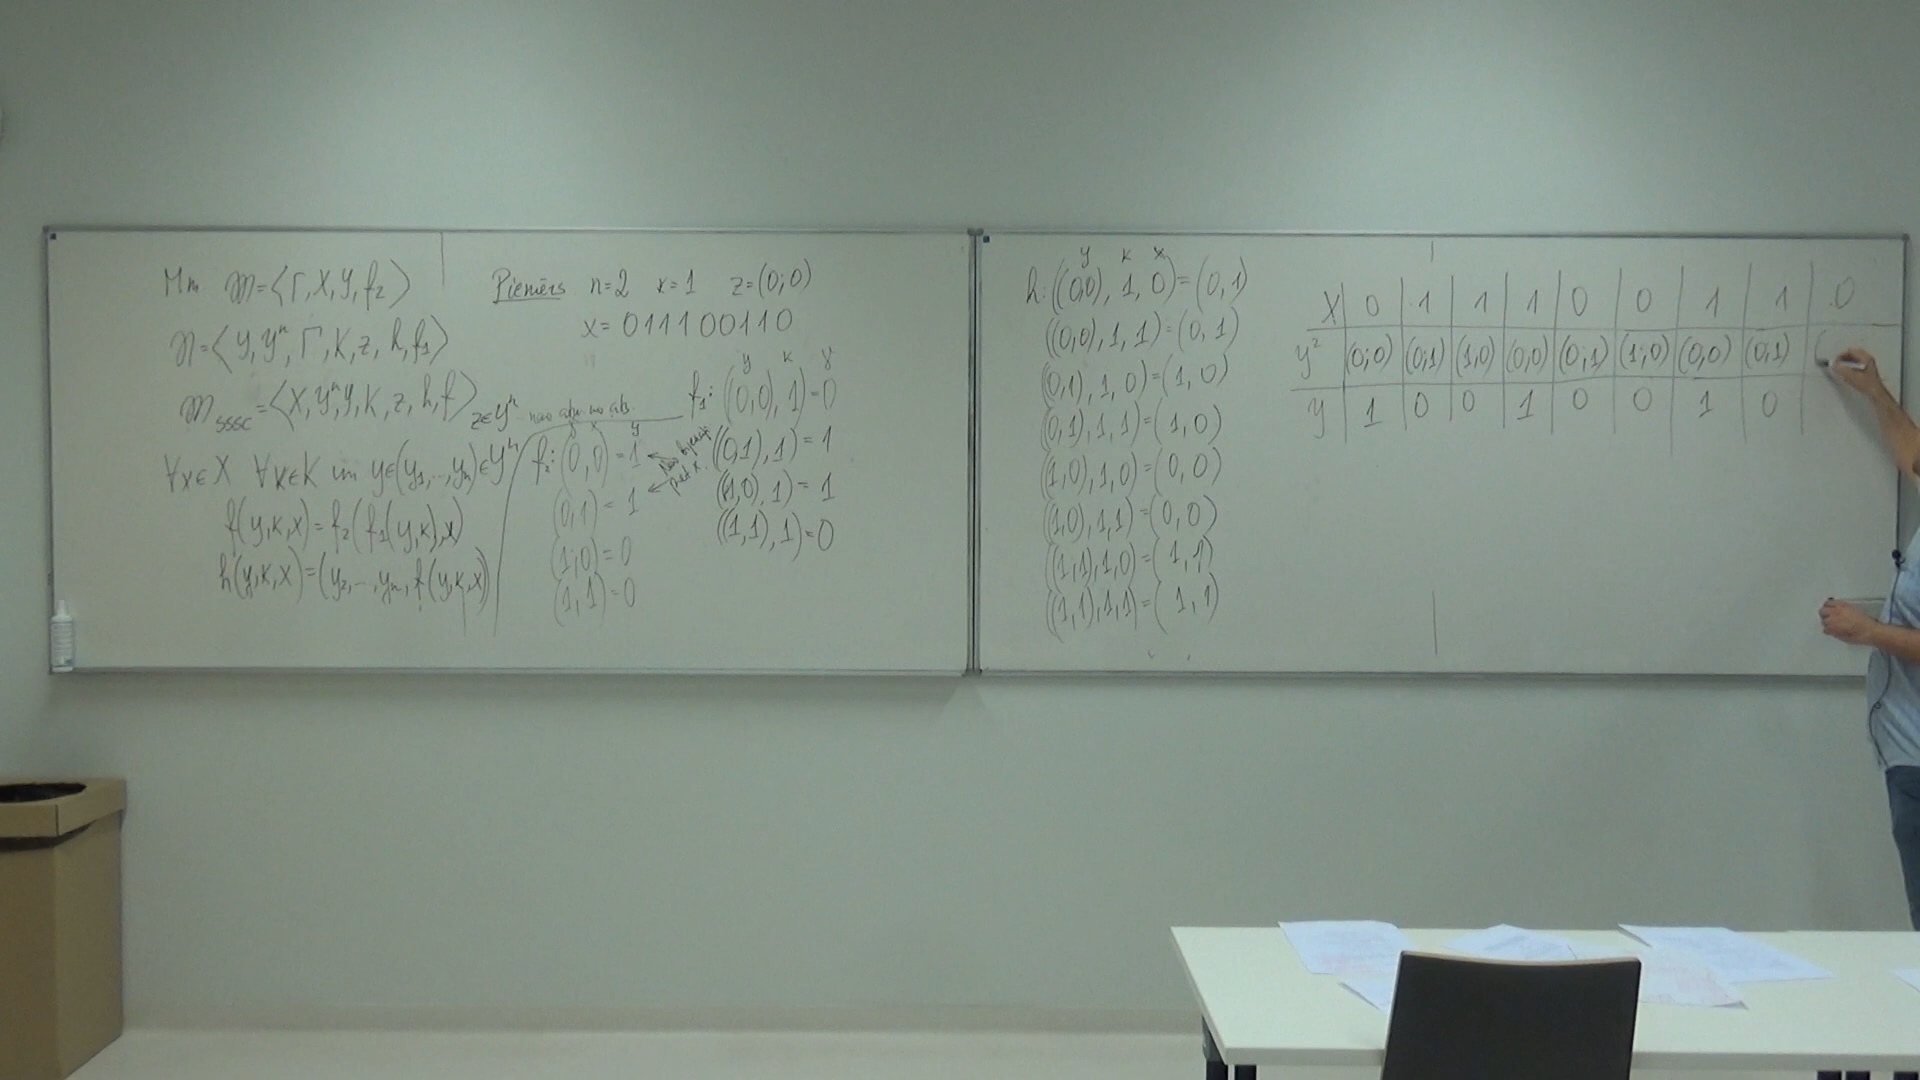 Mm 𝔐=⟨Γ,X,Y,f₂⟩
𝔑=⟨Y,Yⁿ,Γ,K,z,h,f₁⟩
𝔐sssc=⟨X,Yⁿ,Y,K,z,h,f⟩z∈Yⁿ
∀x∈X ∀K∈K un y∈(y₁,..,yₙ)∈Yⁿ
f(y,κ,x)=f₂(f₁(y,κ),x)
h(y,κ,x)=(y₂,..,yₙ,f(y,κ,x))
Piemērs n=2 κ=1 z=(0;0)
x=011100110
y x y
f₂:(0,0)=1
(0,1)=1
(1;0)=0
(1,1)=0
Nav
pret x.
y κ γ
f₁:((0,0),1)=0
((0,1),1)=1
((1,0),1)=1
((1,1),1)=0
y κ x
h:((0,0),1,0)=(0,1)
((0,0),1,1)=(0,1)
(0,1),1,0)=(1,0)
(0,1),1,1)=(1,0)
(1,0),1,0)=(0,0)
(1,0),1,1)=(0,0)
((1,1),1,0)=(1,1)
((1,1),1,1)=(1,1)
X 0 1 1 1 0 0 1 1 0
y² (0;0) (0;1) (1,0) (0,0) (0;1) (1;0) (0,0) (0;1) (
y 1 0 0 1 0 0 1 0